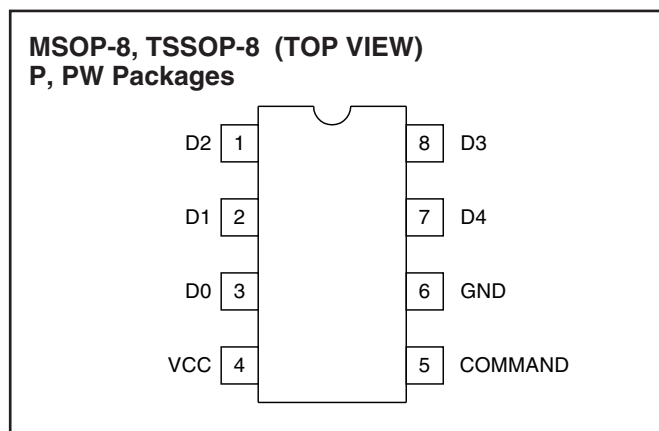 MSOP-8, TSSOP-8 (TOP VIEW)
P, PW Packages
D2 1 8 D3
D1 2 7 D4
D0 3 6 GND
VCC 4 5 COMMAND